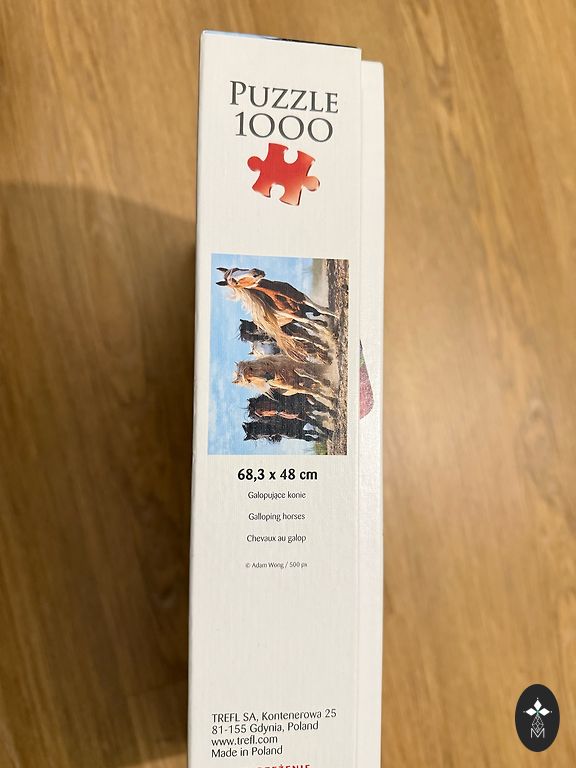 PUZZLE
1000
68,3 x 48 cm
Galopujące konie
Galloping horses
Chevaux au galop
© Adam Wong / 500 px
TREFL SA, Kontenerowa 25
81-155 Gdynia, Poland
www.trefl.com
Made in Poland
M